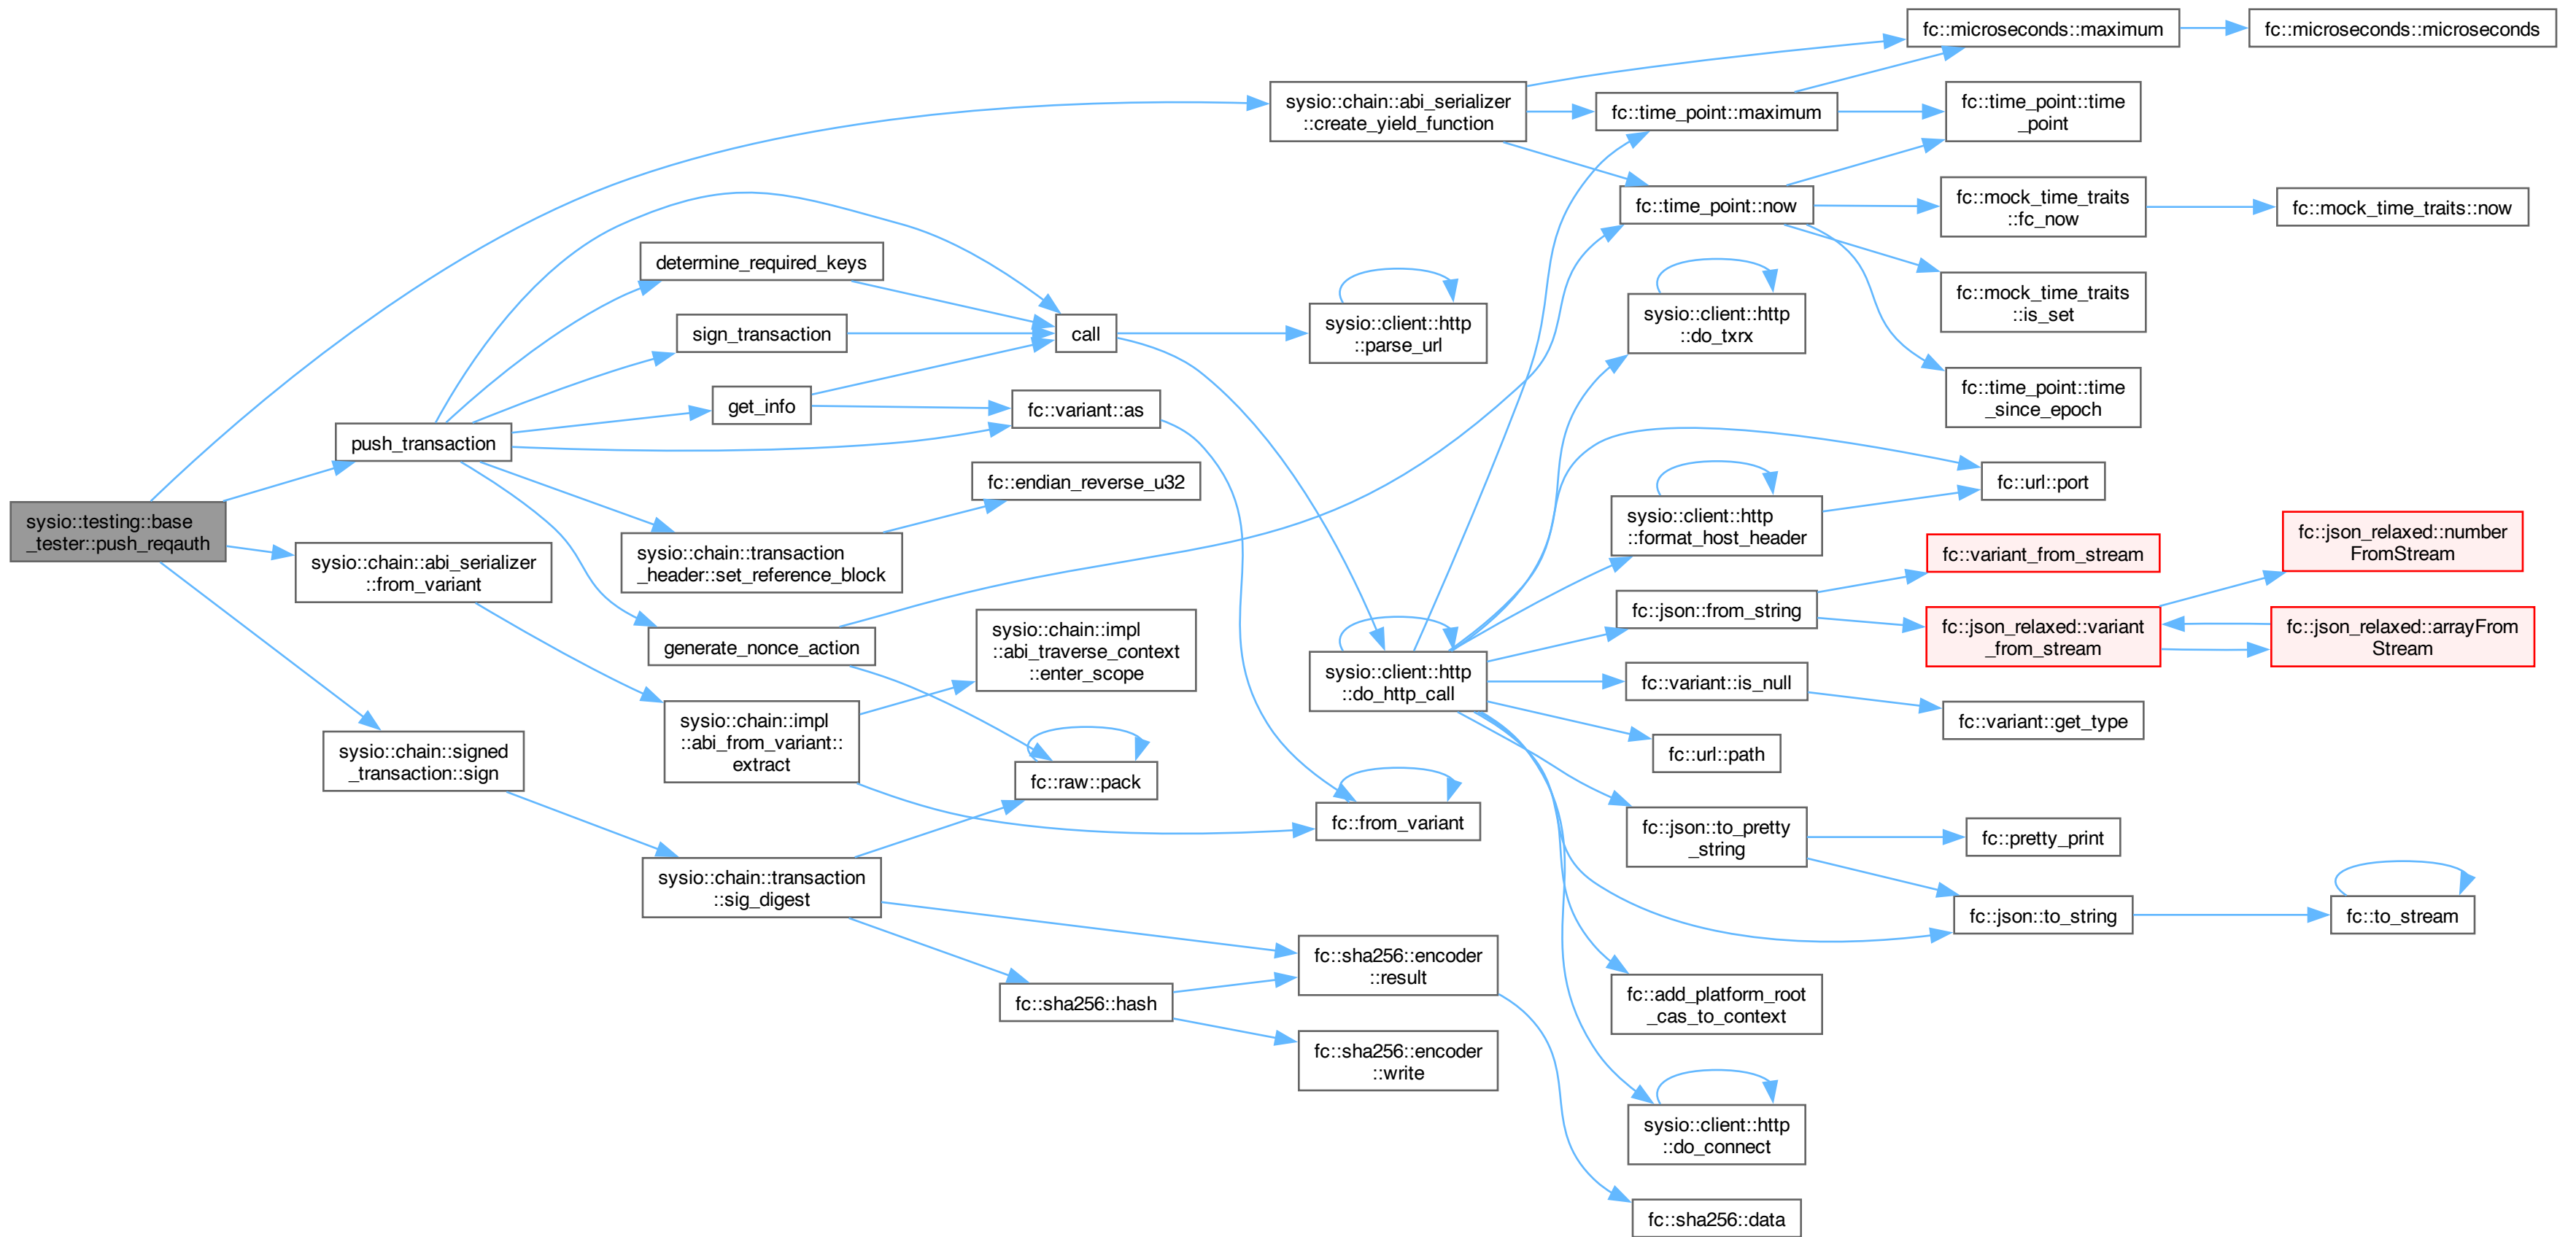 sysio::testing::base
_tester::push_reqauth
sysio::chain::abi_serializer
::create_yield_function
fc::microseconds::maximum
fc::microseconds::microseconds
fc::time_point::maximum
fc::time_point::time
_point
fc::time_point::now
fc::mock_time_traits
::fc_now
fc::mock_time_traits::now
fc::mock_time_traits
::is_set
fc::time_point::time
_since_epoch
push_transaction
determine_required_keys
sign_transaction
get_info
call
fc::variant::as
sysio::client::http
::parse_url
sysio::client::http
::do_txrx
fc::endian_reverse_u32
sysio::chain::transaction
_header::set_reference_block
generate_nonce_action
sysio::chain::abi_serializer
::from_variant
sysio::chain::impl
::abi_traverse_context
::enter_scope
sysio::chain::impl
::abi_from_variant::
extract
fc::raw::pack
fc::from_variant
sysio::chain::signed
_transaction::sign
sysio::chain::transaction
::sig_digest
fc::sha256::hash
fc::sha256::encoder
::result
fc::sha256::encoder
::write
fc::sha256::data
sysio::client::http
::do_http_call
sysio::client::http
::format_host_header
fc::url::port
fc::json::from_string
fc::variant_from_stream
fc::json_relaxed::variant
_from_stream
fc::json_relaxed::number
FromStream
fc::json_relaxed::arrayFrom
Stream
fc::variant::is_null
fc::variant::get_type
fc::url::path
fc::json::to_pretty
_string
fc::pretty_print
fc::json::to_string
fc::to_stream
fc::add_platform_root
_cas_to_context
sysio::client::http
::do_connect